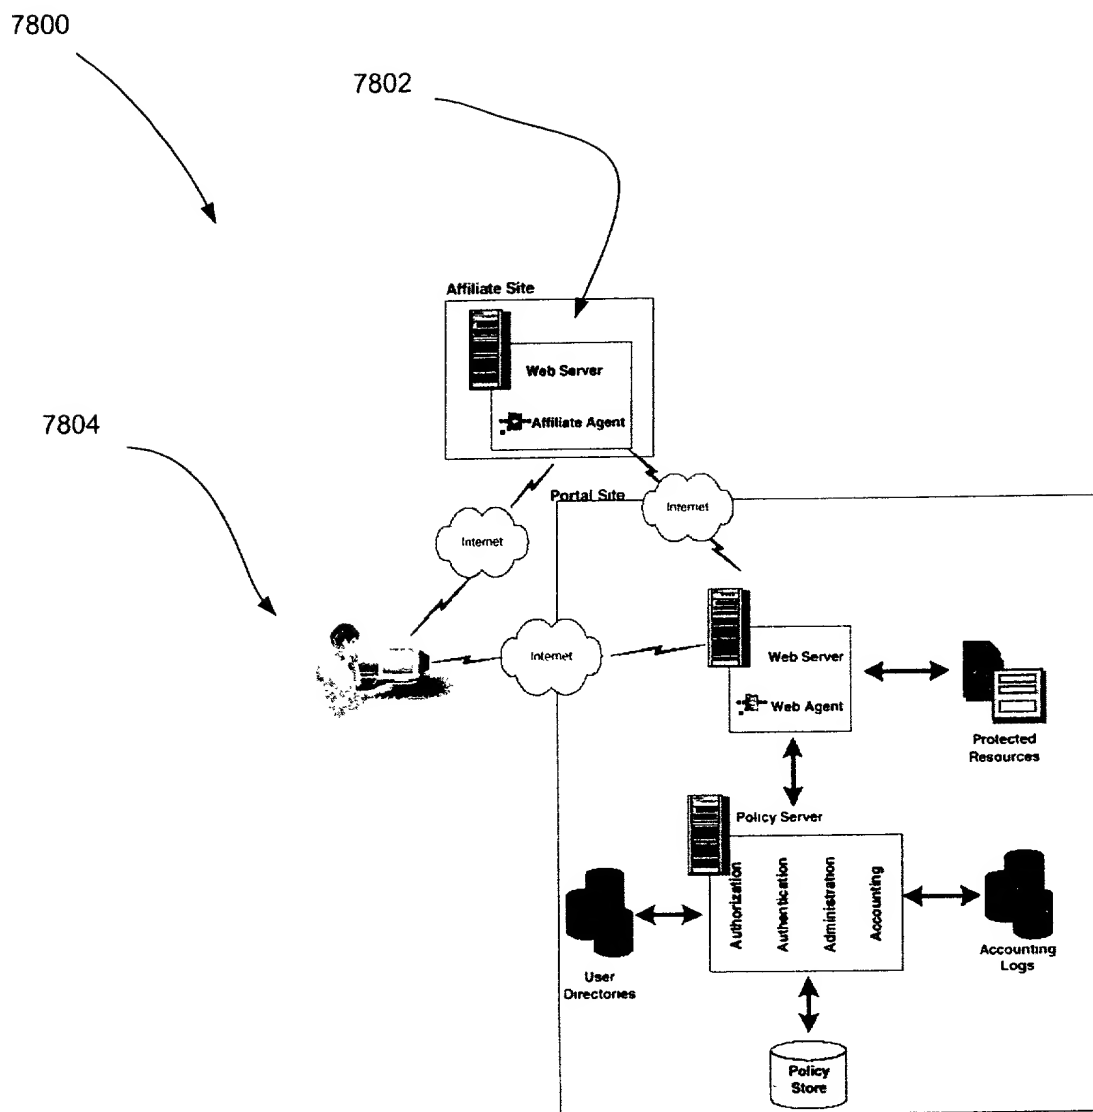 7800
7802
Affiliate Site
Web Server
Affiliate Agent
7804
Portal Site
Internet
Internet
Internet
Web Server
Web Agent
Protected
Resources
Policy Server
Authorization
Authentication
Administration
Accounting
User
Directories
Accounting
Logs
Policy
Store